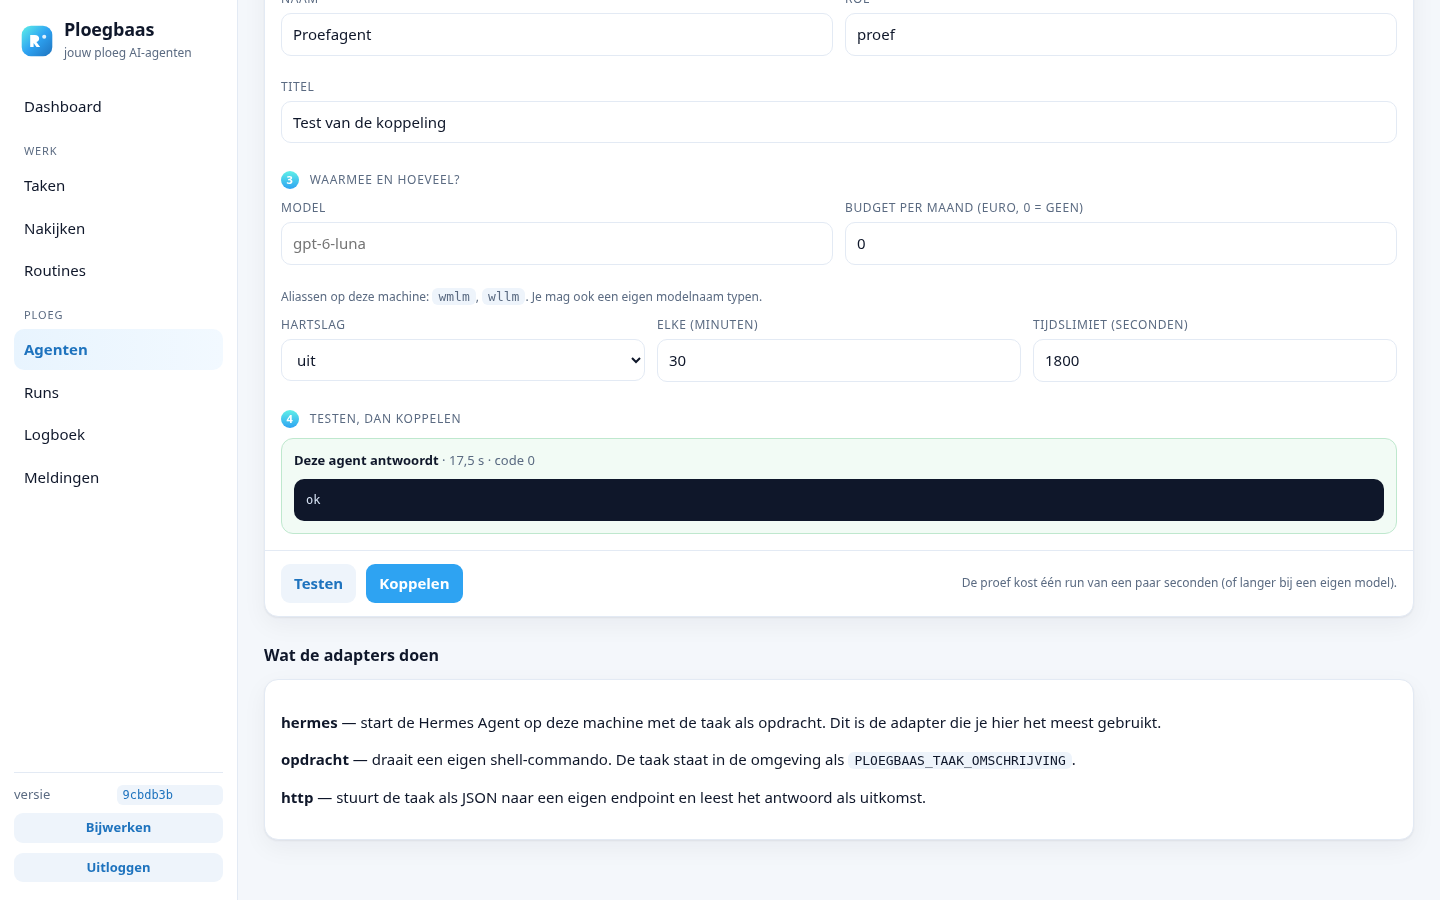 Ploegbaas
jouw ploeg AI-agenten
Dashboard
WERK
Taken
Nakijken
Routines
PLOEG
Agenten
Runs
Logboek
Meldingen
versie 9cbdb3b
Bijwerken
Uitloggen
NAAM ROL
Proefagent proef
TITEL
Test van de koppeling
3 WAARMEE EN HOEVEEL?
MODEL BUDGET PER MAAND (EURO, 0 = GEEN)
gpt-6-luna 0
Aliassen op deze machine: wmlm, wllm. Je mag ook een eigen modelnaam typen.
HARTSLAG ELKE (MINUTEN) TIJDSLIMIET (SECONDEN)
uit 30 1800
4 TESTEN, DAN KOPPELEN
Deze agent antwoordt · 17,5 s · code 0
ok
Testen Koppelen De proef kost één run van een paar seconden (of langer bij een eigen model).
Wat de adapters doen
hermes — start de Hermes Agent op deze machine met de taak als opdracht. Dit is de adapter die je hier het meest gebruikt.
opdracht — draait een eigen shell-commando. De taak staat in de omgeving als PLOEGBAAS_TAAK_OMSCHRIJVING.
http — stuurt de taak als JSON naar een eigen endpoint en leest het antwoord als uitkomst.